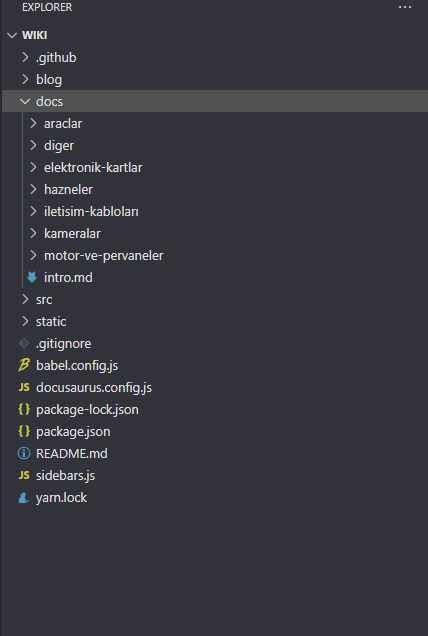 EXPLORER
WIKI
.github
blog
docs
araclar
diger
elektronik-kartlar
hazneler
iletisim-kabloları
kameralar
motor-ve-pervaneler
intro.md
src
static
.gitignore
babel.config.js
JS docusaurus.config.js
{} package-lock.json
{} package.json
README.md
JS sidebars.js
yarn.lock